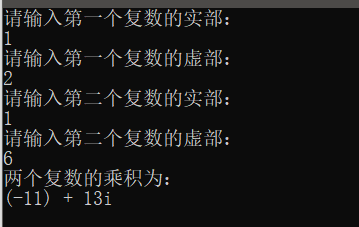 请输入第一个复数的实部：
1
请输入第一个复数的虚部：
2
请输入第二个复数的实部：
1
请输入第二个复数的虚部：
6
两个复数的乘积为：
(-11) + 13i